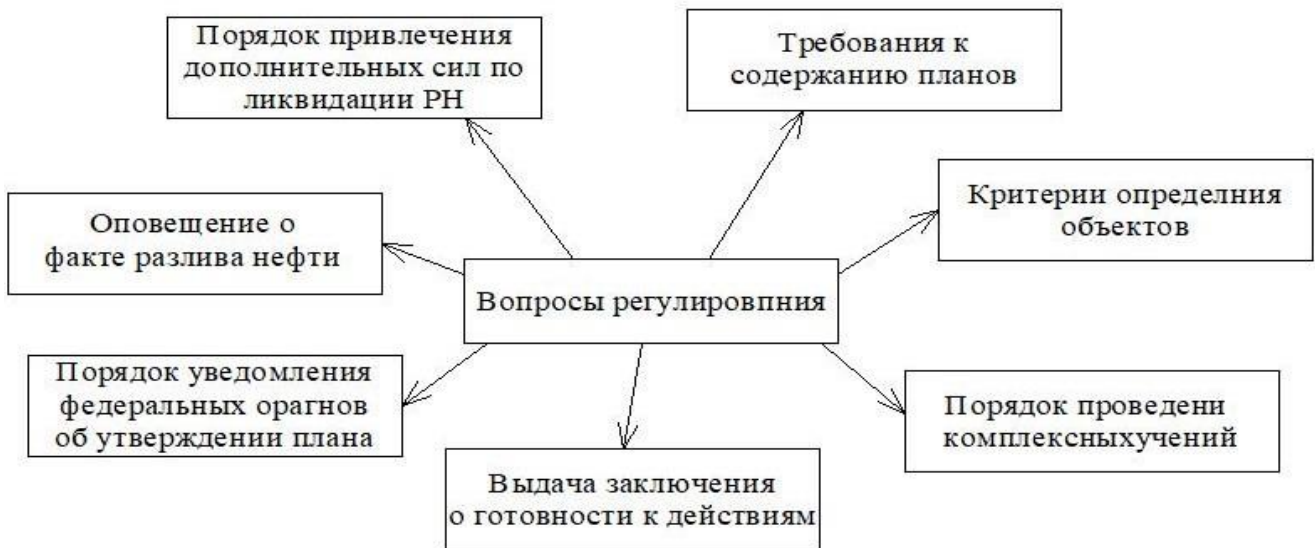 Порядок привлечения
дополнительных сил по
ликвидации РН
Требования к
содержанию планов
Оповещение о
факте разлива нефти
Критерии определния
объектов
Вопросы регулировпния
Порядок уведомления
федеральных орагнов
об утверждении плана
Порядок проведени
комплексныхучений
Выдача заключения
о готовности к действиям